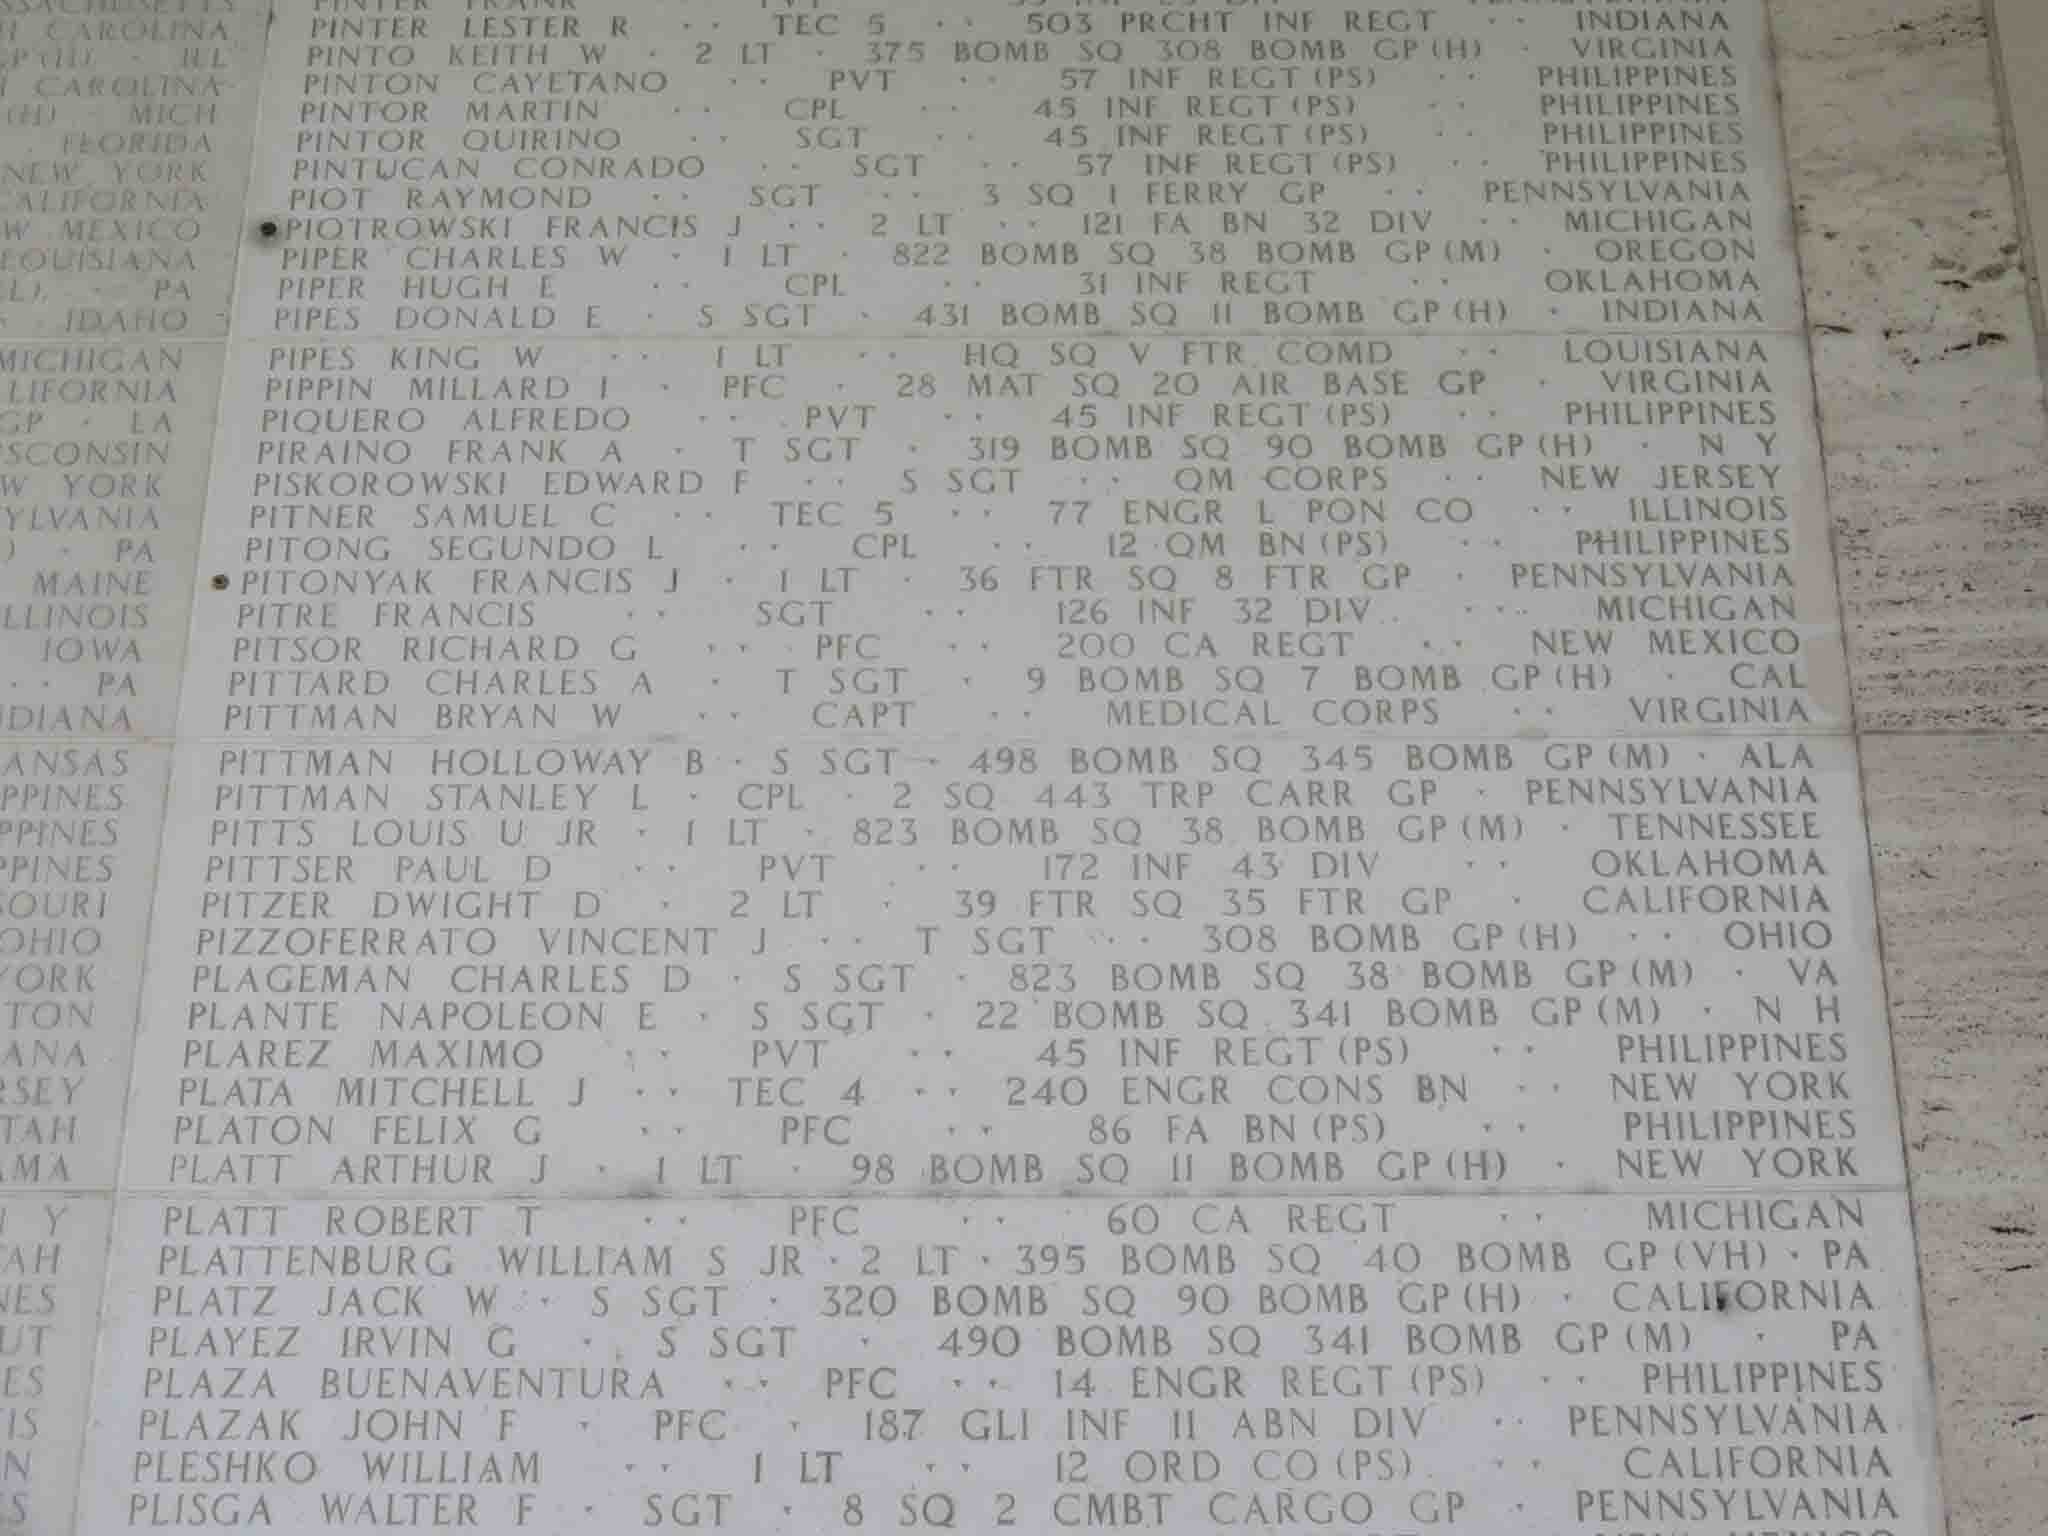 PINTER LESTER R · · TEC 5 · · 503 PRCHT INF REGT · · INDIANA
PINTO KEITH W · 2 LT · 375 BOMB SQ 308 BOMB GP (H) · VIRGINIA
PINTON CAYETANO · · PVT · · 57 INF REGT (PS) · · PHILIPPINES
PINTOR MARTIN · · CPL · · 45 INF REGT (PS) · · PHILIPPINES
PINTOR QUIRINO · · SGT · · 45 INF REGT (PS) · · PHILIPPINES
PINTUCAN CONRADO · · SGT · · 57 INF REGT (PS) · · PHILIPPINES
PIOT RAYMOND · · SGT · · 3 SQ 1 FERRY GP · · PENNSYLVANIA
PIOTROWSKI FRANCIS J · · 2 LT · · 121 FA BN 32 DIV · · MICHIGAN
PIPER CHARLES W · 1 LT · 822 BOMB SQ 38 BOMB GP (M) · OREGON
PIPER HUGH E · · CPL · · 31 INF REGT · · OKLAHOMA
PIPES DONALD E · S SGT · 431 BOMB SQ 11 BOMB GP (H) · INDIANA
PIPES KING W · · 1 LT · · HQ SQ V FTR COMD · · LOUISIANA
PIPPIN MILLARD I · PFC · 28 MAT SQ 20 AIR BASE GP · VIRGINIA
PIQUERO ALFREDO · · PVT · · 45 INF REGT (PS) · · PHILIPPINES
PIRAINO FRANK A · T SGT · 319 BOMB SQ 90 BOMB GP (H) · N Y
PISKOROWSKI EDWARD F · · S SGT · · QM CORPS · · NEW JERSEY
PITNER SAMUEL C · · TEC 5 · · 77 ENGR L PON CO · · ILLINOIS
PITONG SEGUNDO L · · CPL · · 12 QM BN (PS) · · PHILIPPINES
PITONYAK FRANCIS J · 1 LT · 36 FTR SQ 8 FTR GP · PENNSYLVANIA
PITRE FRANCIS · · SGT · · 126 INF 32 DIV · · MICHIGAN
PITSOR RICHARD G · · PFC · · 200 CA REGT · · NEW MEXICO
PITTARD CHARLES A · T SGT · 9 BOMB SQ 7 BOMB GP (H) · CAL
PITTMAN BRYAN W · · CAPT · · MEDICAL CORPS · · VIRGINIA
PITTMAN HOLLOWAY B · S SGT · 498 BOMB SQ 345 BOMB GP (M) · ALA
PITTMAN STANLEY L · CPL · 2 SQ 443 TRP CARR GP · PENNSYLVANIA
PITTS LOUIS U JR · 1 LT · 823 BOMB SQ 38 BOMB GP (M) · TENNESSEE
PITTSER PAUL D · · PVT · · 172 INF 43 DIV · · OKLAHOMA
PITZER DWIGHT D · 2 LT · 39 FTR SQ 35 FTR GP · CALIFORNIA
PIZZOFERRATO VINCENT J · · T SGT · · 308 BOMB GP (H) · · OHIO
PLAGEMAN CHARLES D · S SGT · 823 BOMB SQ 38 BOMB GP (M) · VA
PLANTE NAPOLEON E · S SGT · 22 BOMB SQ 341 BOMB GP (M) · N H
PLAREZ MAXIMO · · PVT · · 45 INF REGT (PS) · · PHILIPPINES
PLATA MITCHELL J · · TEC 4 · · 240 ENGR CONS BN · · NEW YORK
PLATON FELIX G · · PFC · · 86 FA BN (PS) · · PHILIPPINES
PLATT ARTHUR J · 1 LT · 98 BOMB SQ 11 BOMB GP (H) · NEW YORK
PLATT ROBERT T · · PFC · · 60 CA REGT · · MICHIGAN
PLATTENBURG WILLIAM S JR · 2 LT · 395 BOMB SQ 40 BOMB GP (VH) · PA
PLATZ JACK W · S SGT · 320 BOMB SQ 90 BOMB GP (H) · CALIFORNIA
PLAYEZ IRVIN G · S SGT · 490 BOMB SQ 341 BOMB GP (M) · PA
PLAZA BUENAVENTURA · · PFC · · 14 ENGR REGT (PS) · · PHILIPPINES
PLAZAK JOHN F · PFC · 187 GLI INF 11 ABN DIV · · PENNSYLVANIA
PLESHKO WILLIAM · · 1 LT · · 12 ORD CO (PS) · · CALIFORNIA
PLISGA WALTER F · SGT · 8 SQ 2 CMBT CARGO GP · PENNSYLVANIA